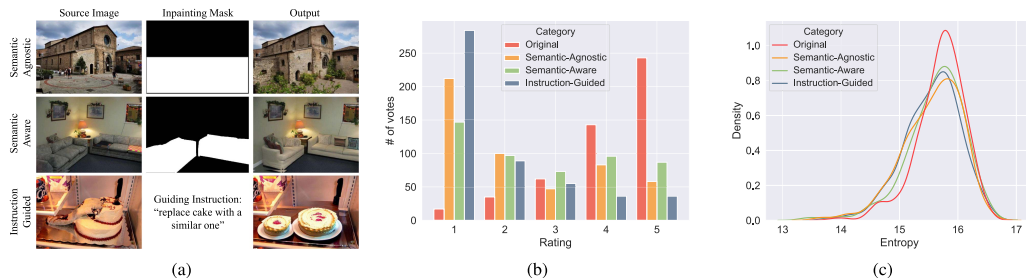 Source Image Inpainting Mask Output
Semantic
Agnostic
Semantic
Aware
Instruction
Guided
Guiding Instruction:
“replace cake with a
similar one”
(a)
# of votes
250
200
150
100
50
0
Category
Original
Semantic-Agnostic
Semantic-Aware
Instruction-Guided
1 2 3 4 5
Rating
(b)
Density
1,0
0,8
0,6
0,4
0,2
0,0
Category
Original
Semantic-Agnostic
Semantic-Aware
Instruction-Guided
13 14 15 16 17
Entropy
(c)